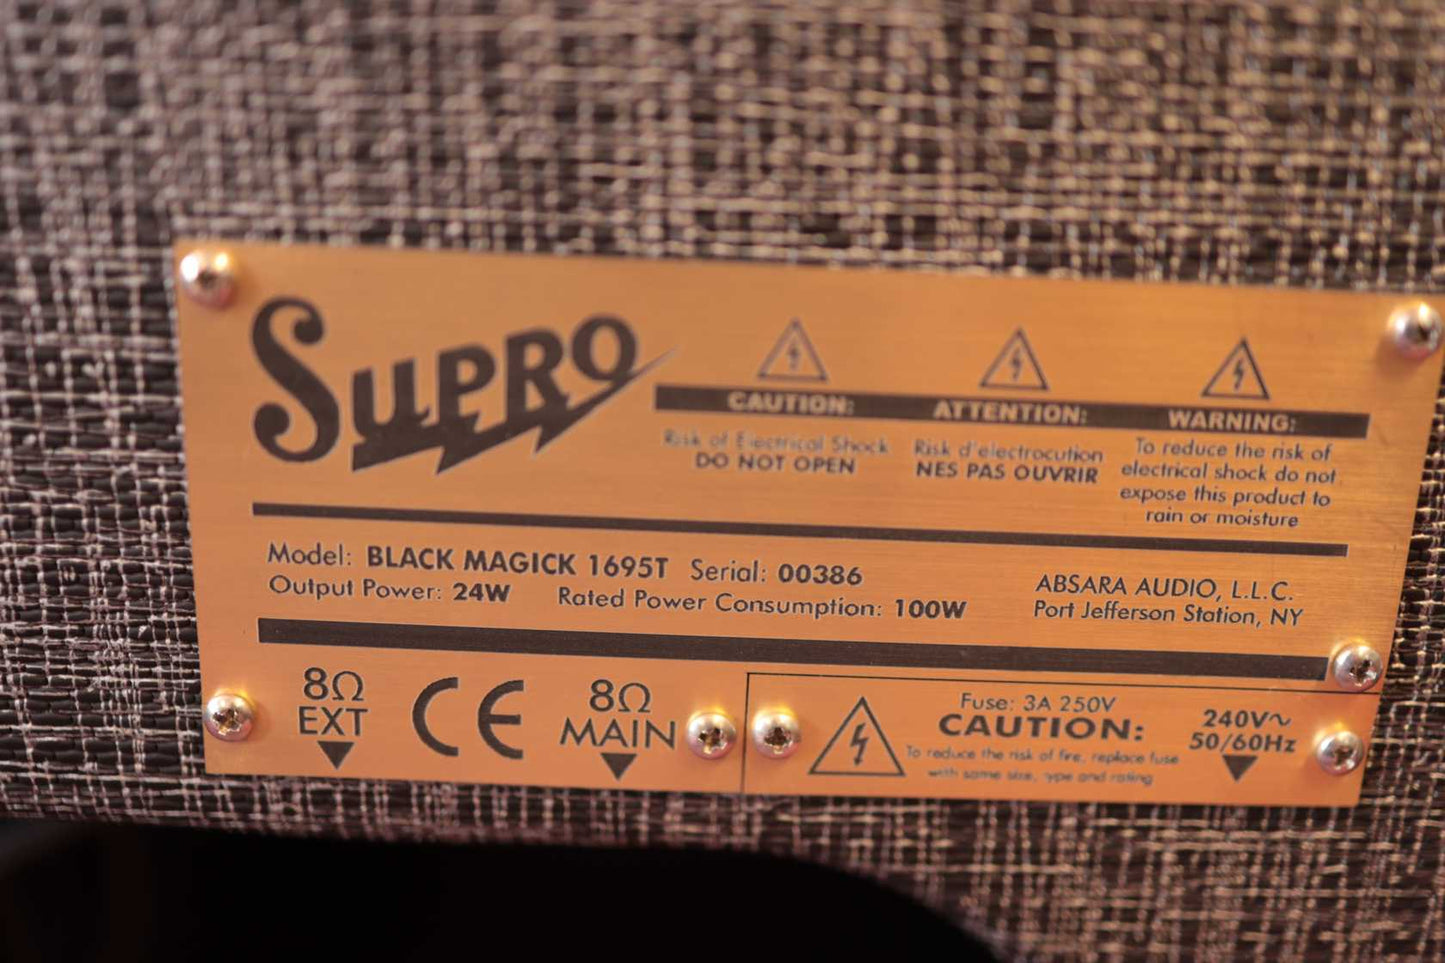 SUPRO
CAUTION:
Risk of Electrical Shock
DO NOT OPEN
ATTENTION:
Risk d'electrocution
NES PAS OUVRIR
WARNING:
To reduce the risk of
electrical shock do not
expose this product to
rain or moisture
Model: BLACK MAGICK 1695T Serial: 00386
Output Power: 24W Rated Power Consumption: 100W
ABSARA AUDIO, L.L.C.
Port Jefferson Station, NY
8Ω
EXT
CE
8Ω
MAIN
Fuse: 3A 250V
CAUTION:
To reduce the risk of fire, replace fuse
with same size, type and rating
240V~
50/60Hz